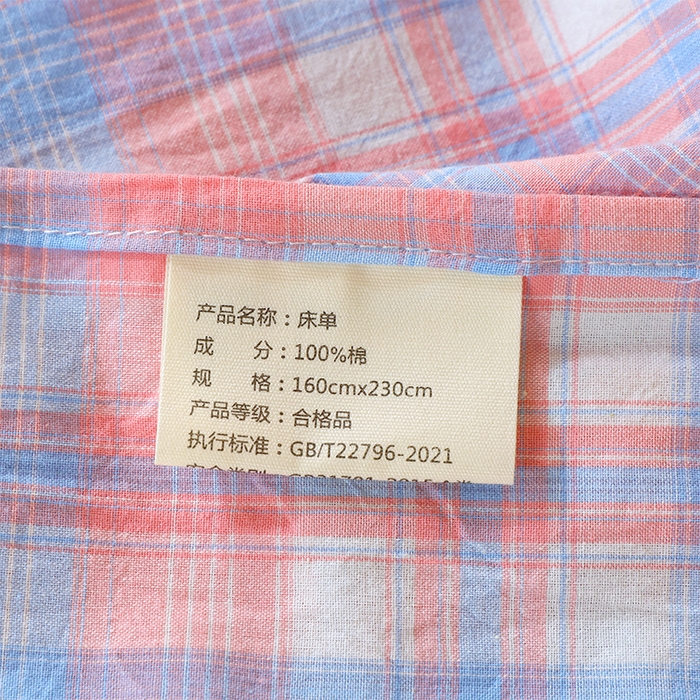 产品名称：床单
成 分：100%棉
规 格：160cmx230cm
产品等级：合格品
执行标准：GB/T22796-2021